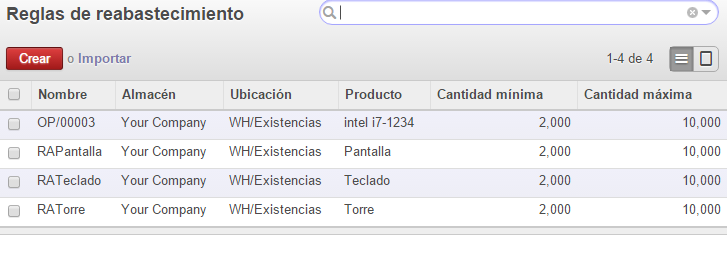 Reglas de reabastecimiento
Crear o Importar 1-4 de 4
Nombre Almacén Ubicación Producto Cantidad mínima Cantidad máxima
OP/00003 Your Company WH/Existencias intel i7-1234 2,000 10,000
RAPantalla Your Company WH/Existencias Pantalla 2,000 10,000
RATeclado Your Company WH/Existencias Teclado 2,000 10,000
RATorre Your Company WH/Existencias Torre 2,000 10,000